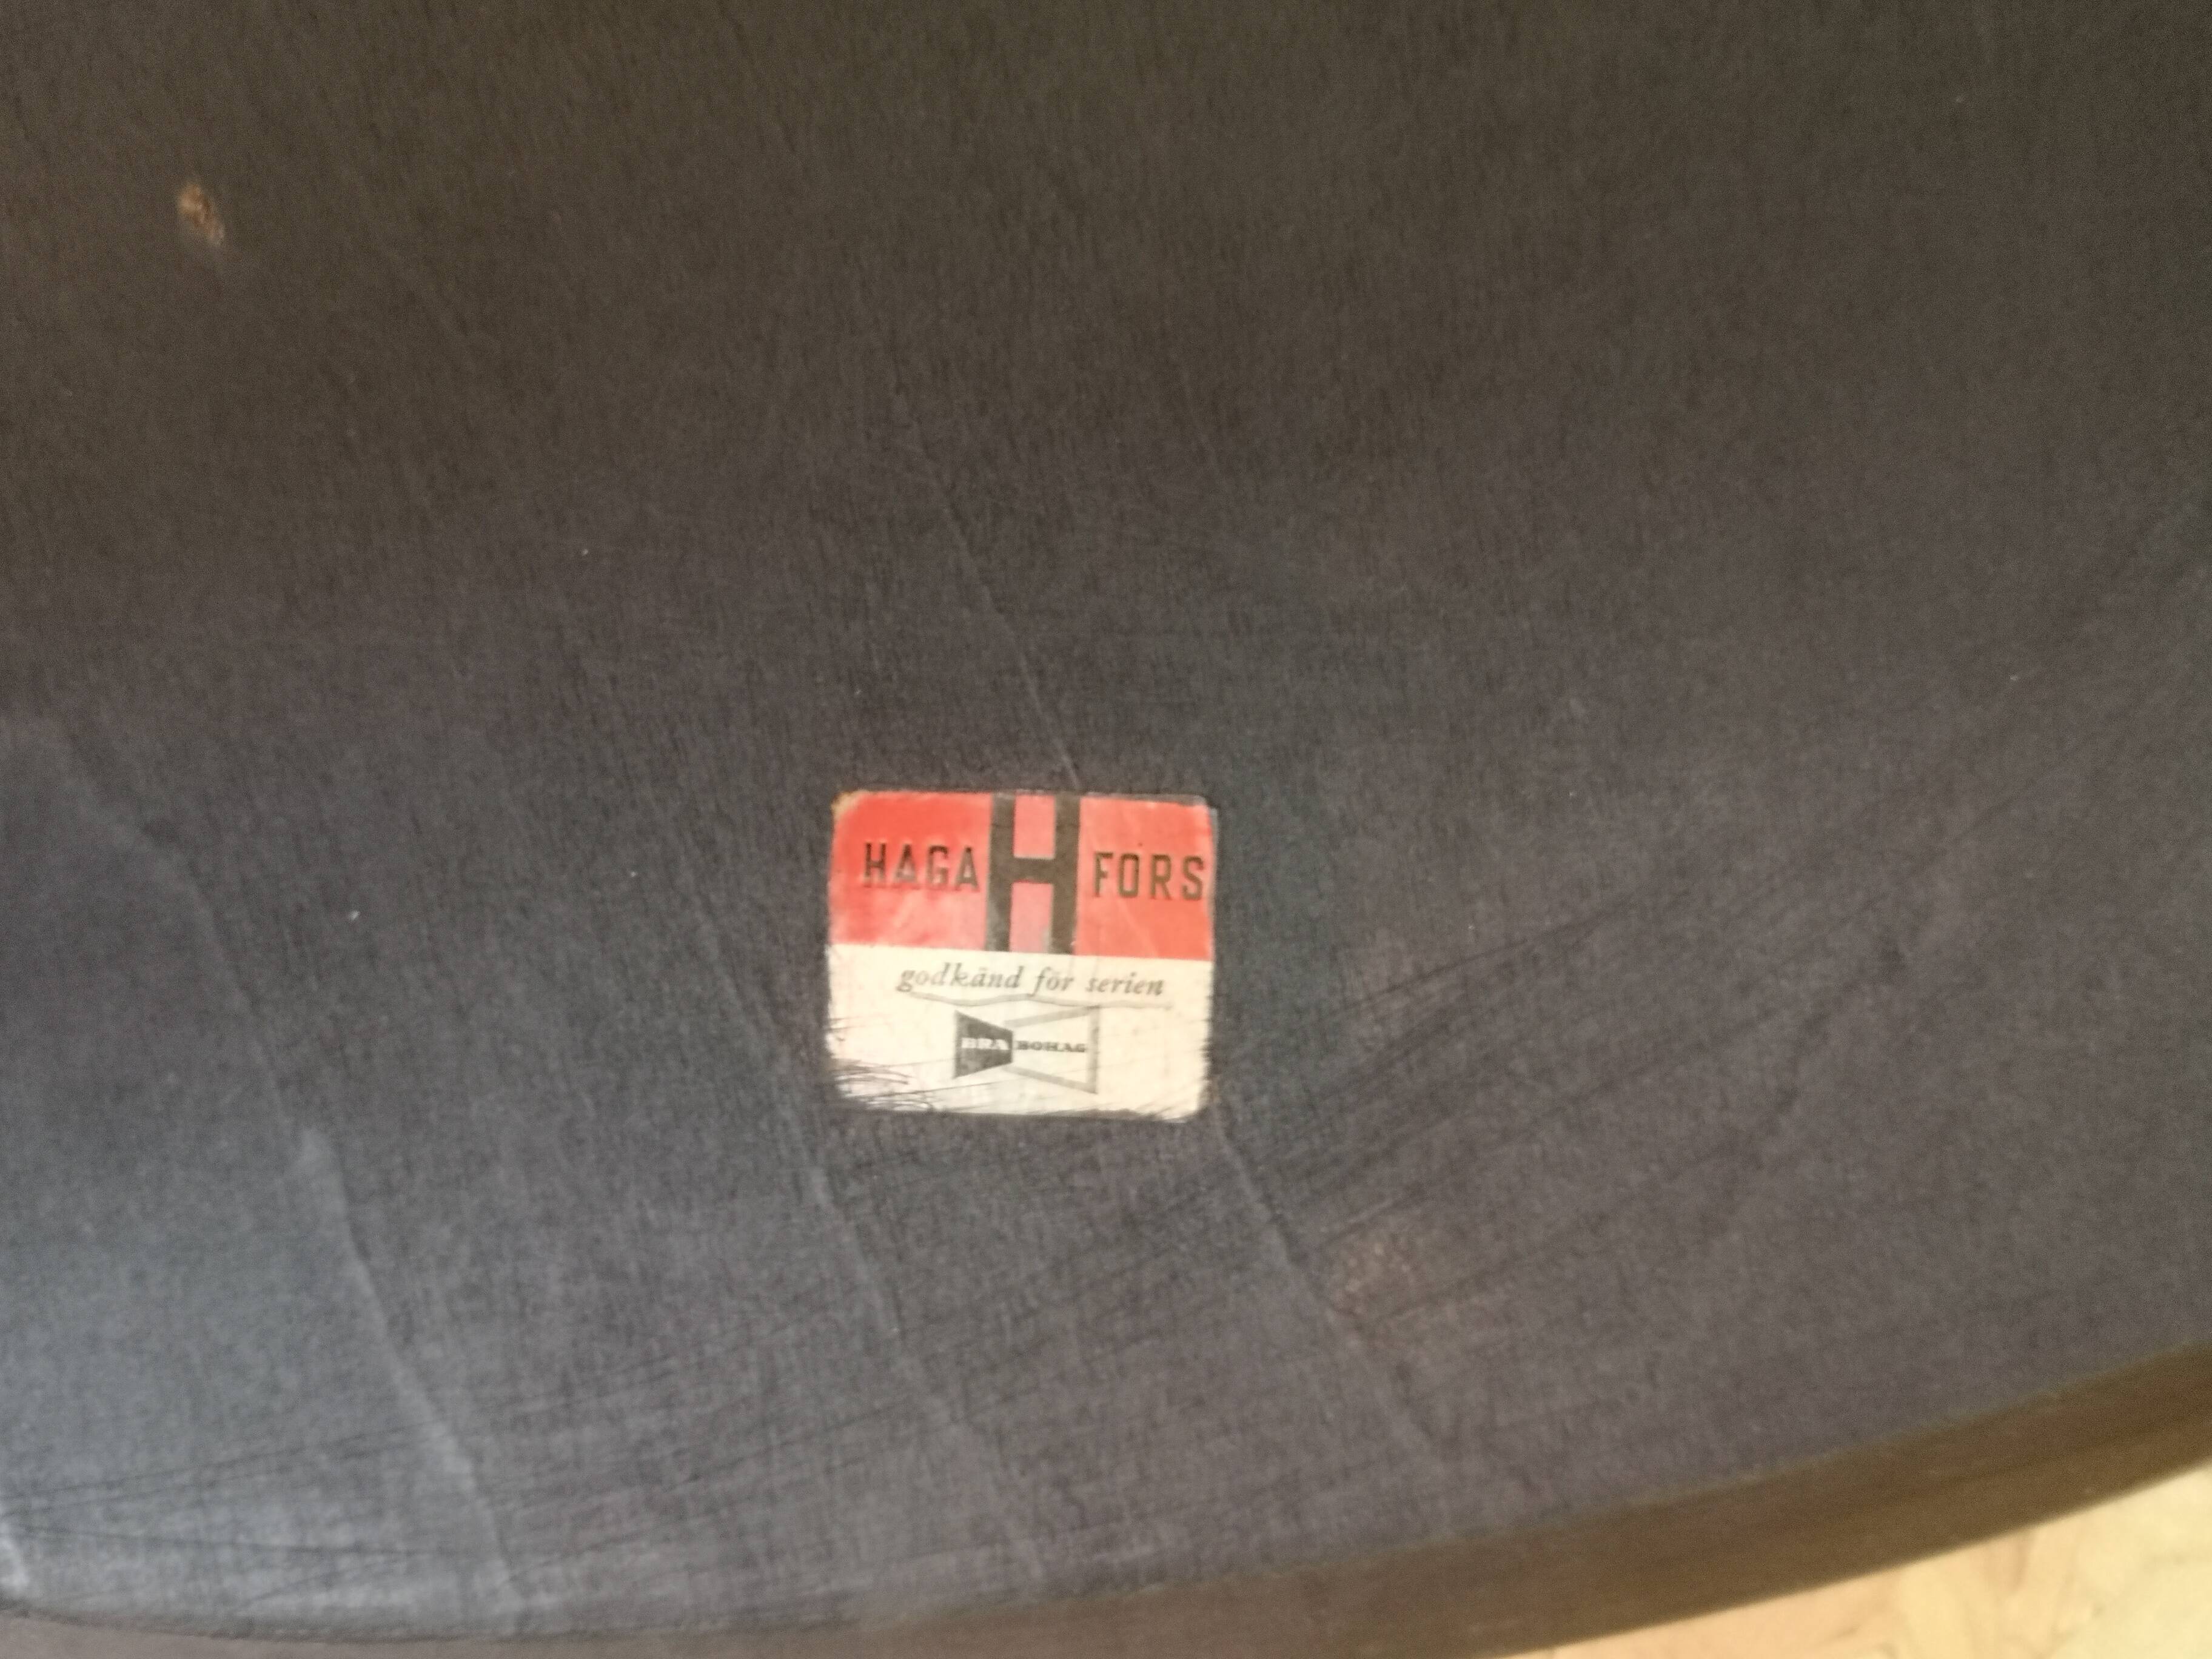 HAGA H FORS
godkänd för serien
BRA BOHAG